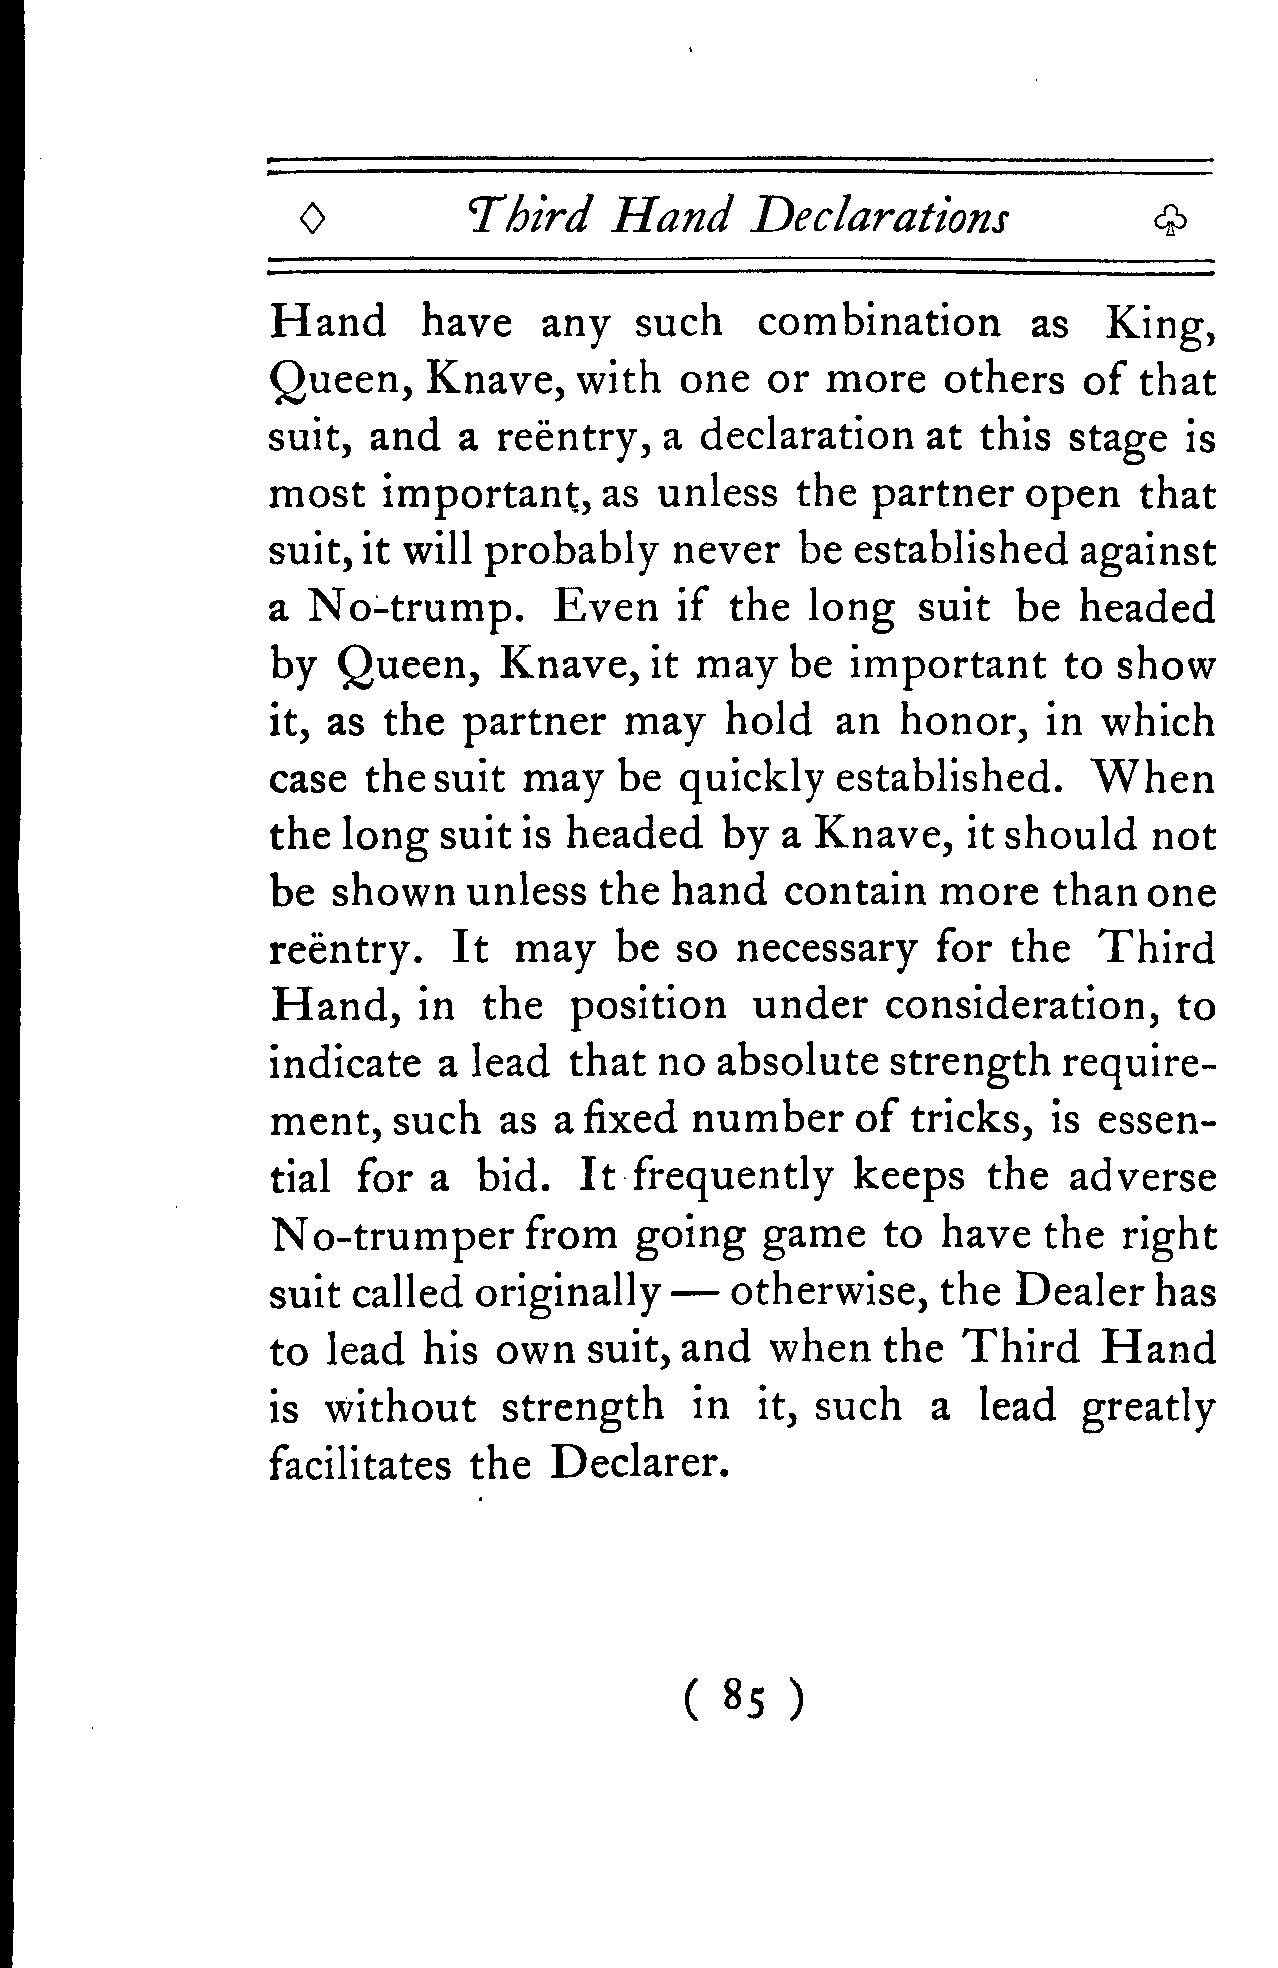 ◇ Third Hand Declarations ♧
Hand have any such combination as King,
Queen, Knave, with one or more others of that
suit, and a reëntry, a declaration at this stage is
most important, as unless the partner open that
suit, it will probably never be established against
a No-trump. Even if the long suit be headed
by Queen, Knave, it may be important to show
it, as the partner may hold an honor, in which
case the suit may be quickly established. When
the long suit is headed by a Knave, it should not
be shown unless the hand contain more than one
reëntry. It may be so necessary for the Third
Hand, in the position under consideration, to
indicate a lead that no absolute strength require-
ment, such as a fixed number of tricks, is essen-
tial for a bid. It frequently keeps the adverse
No-trumper from going game to have the right
suit called originally — otherwise, the Dealer has
to lead his own suit, and when the Third Hand
is without strength in it, such a lead greatly
facilitates the Declarer.
( 85 )